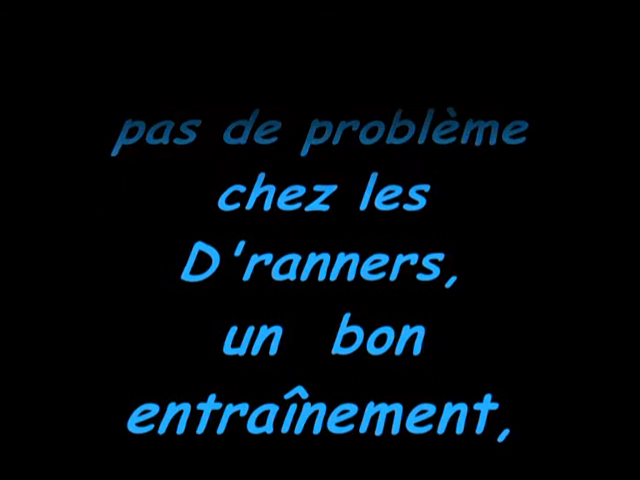 pas de problème
chez les
D'ranners,
un bon
entraînement,